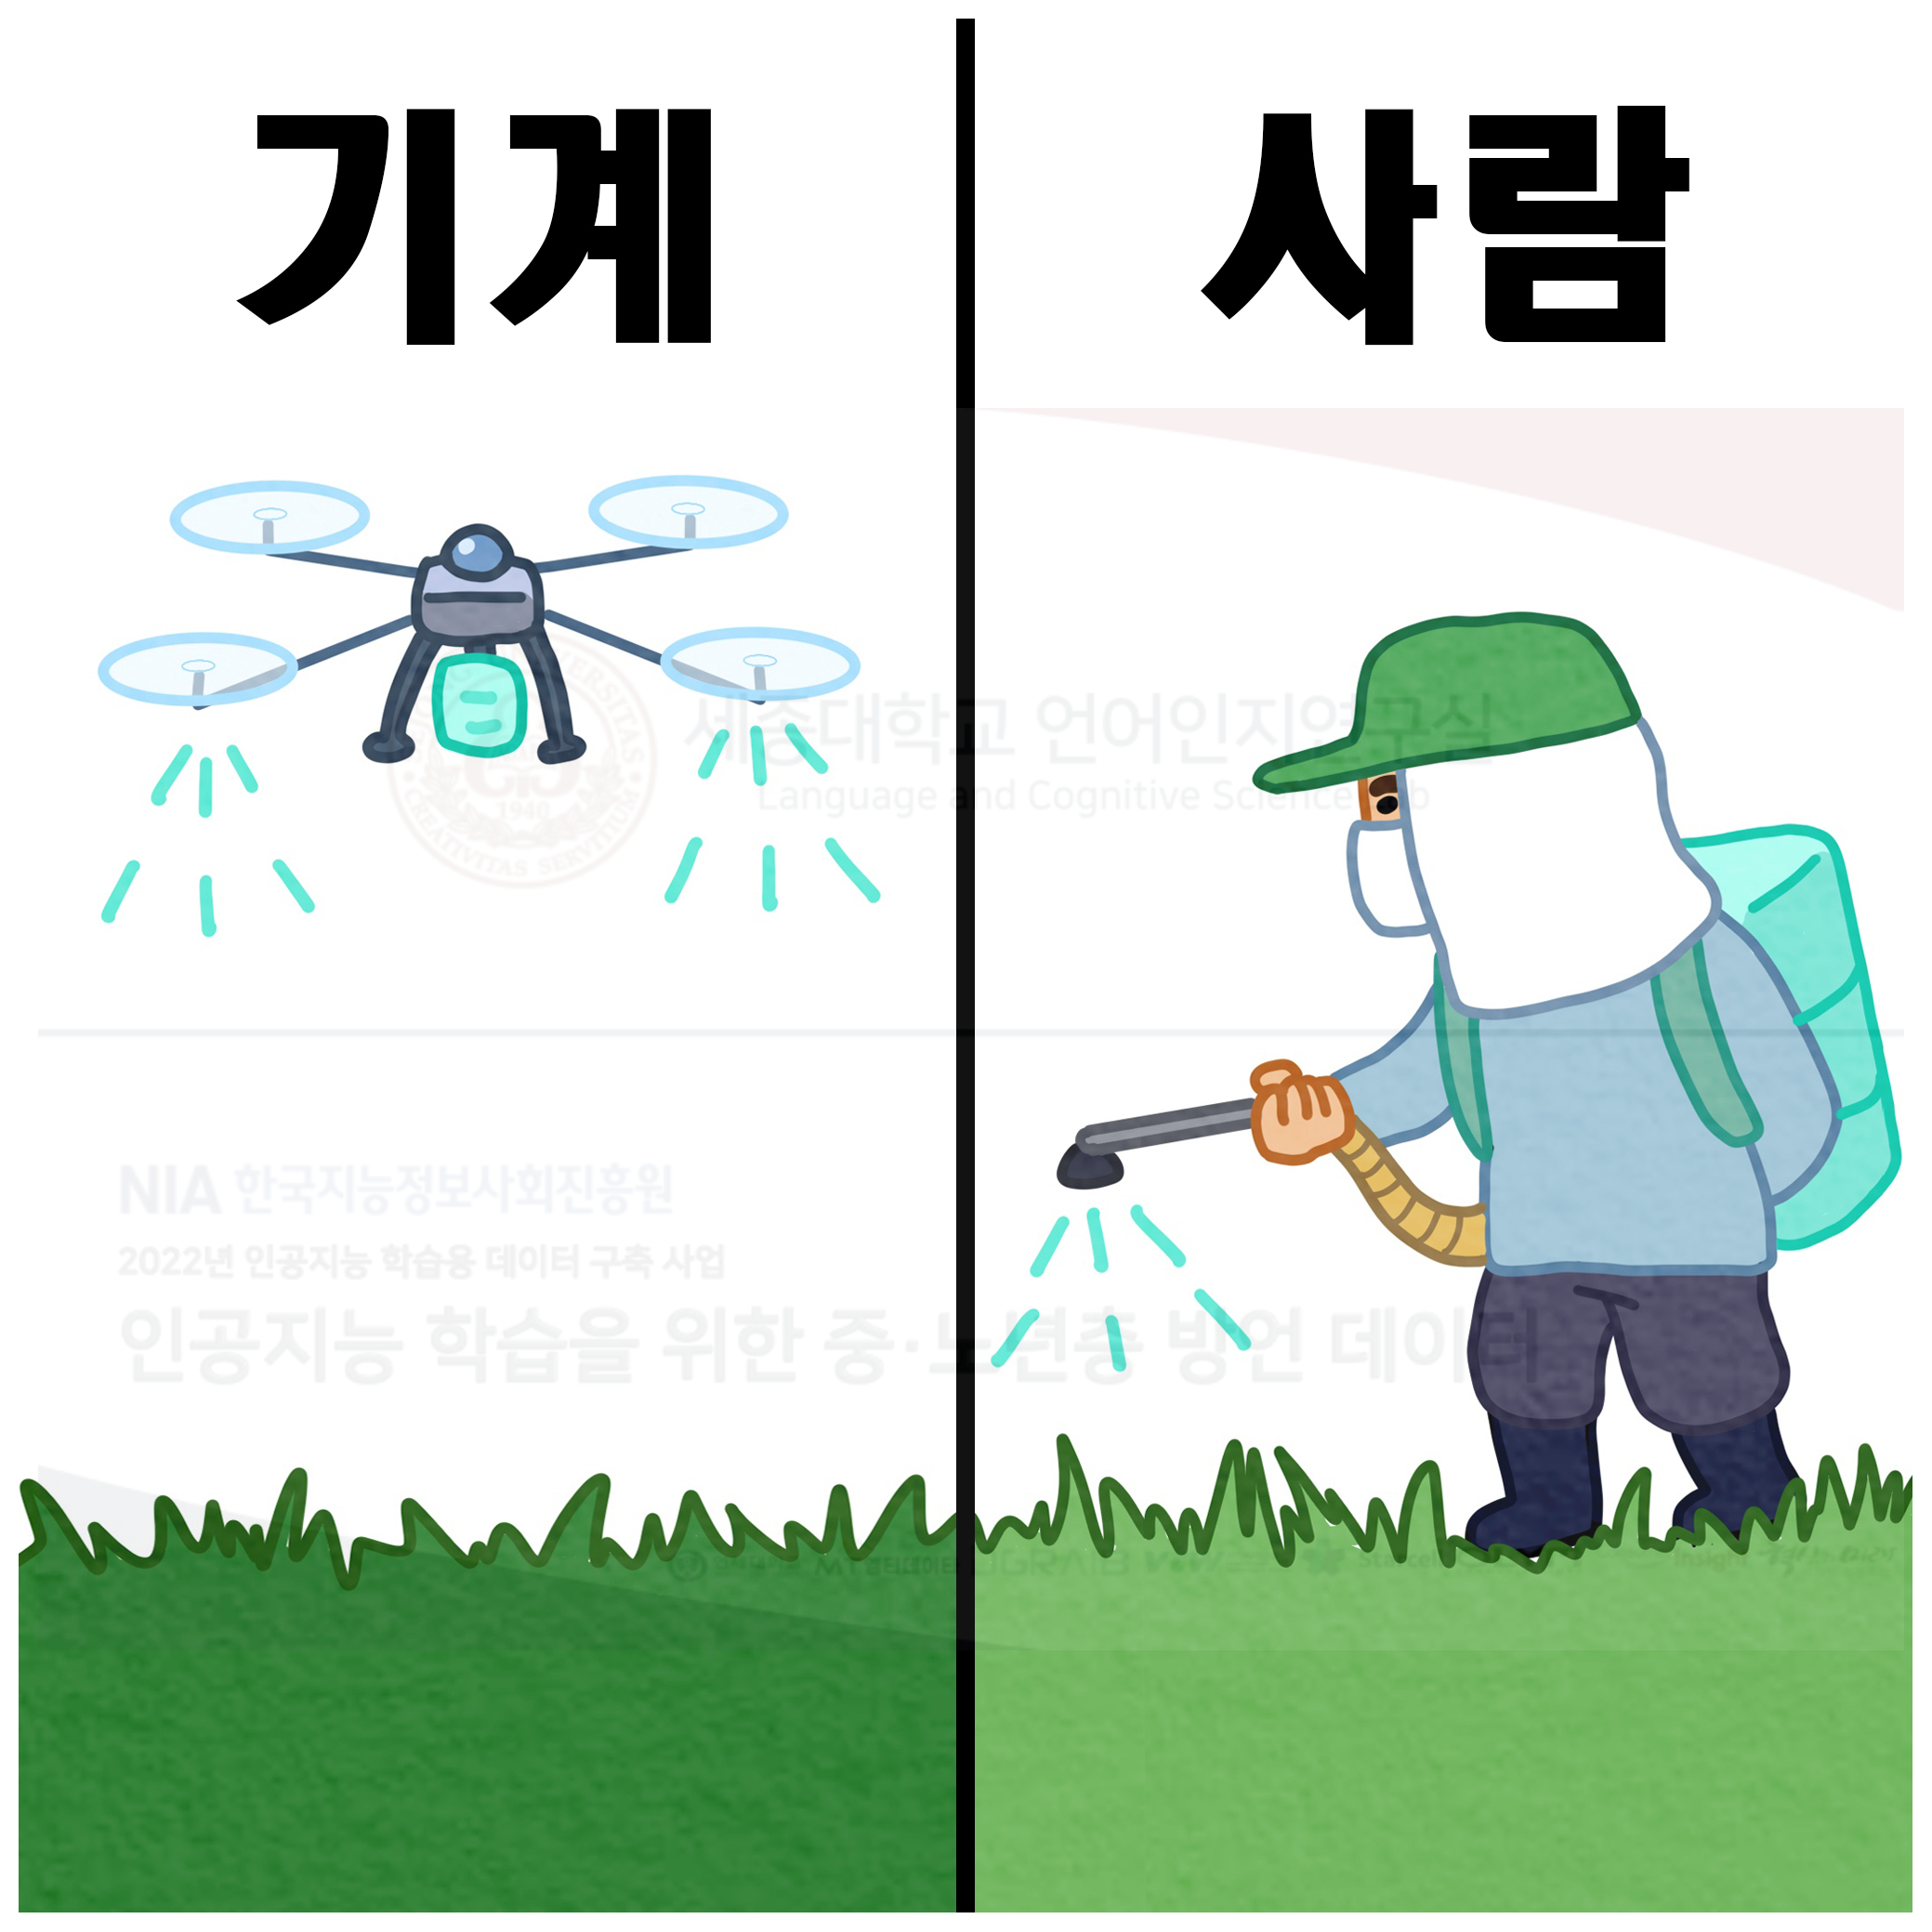 기계
사람
세종대학교 언어인지연구실
Language and Cognitive Science Lab
1940
CREATIVITAS SERVITIUM
NIA 한국지능정보사회진흥원
2022년 인공지능 학습용 데이터 구축 사업
인공지능 학습을 위한 중·노년층 방언 데이터